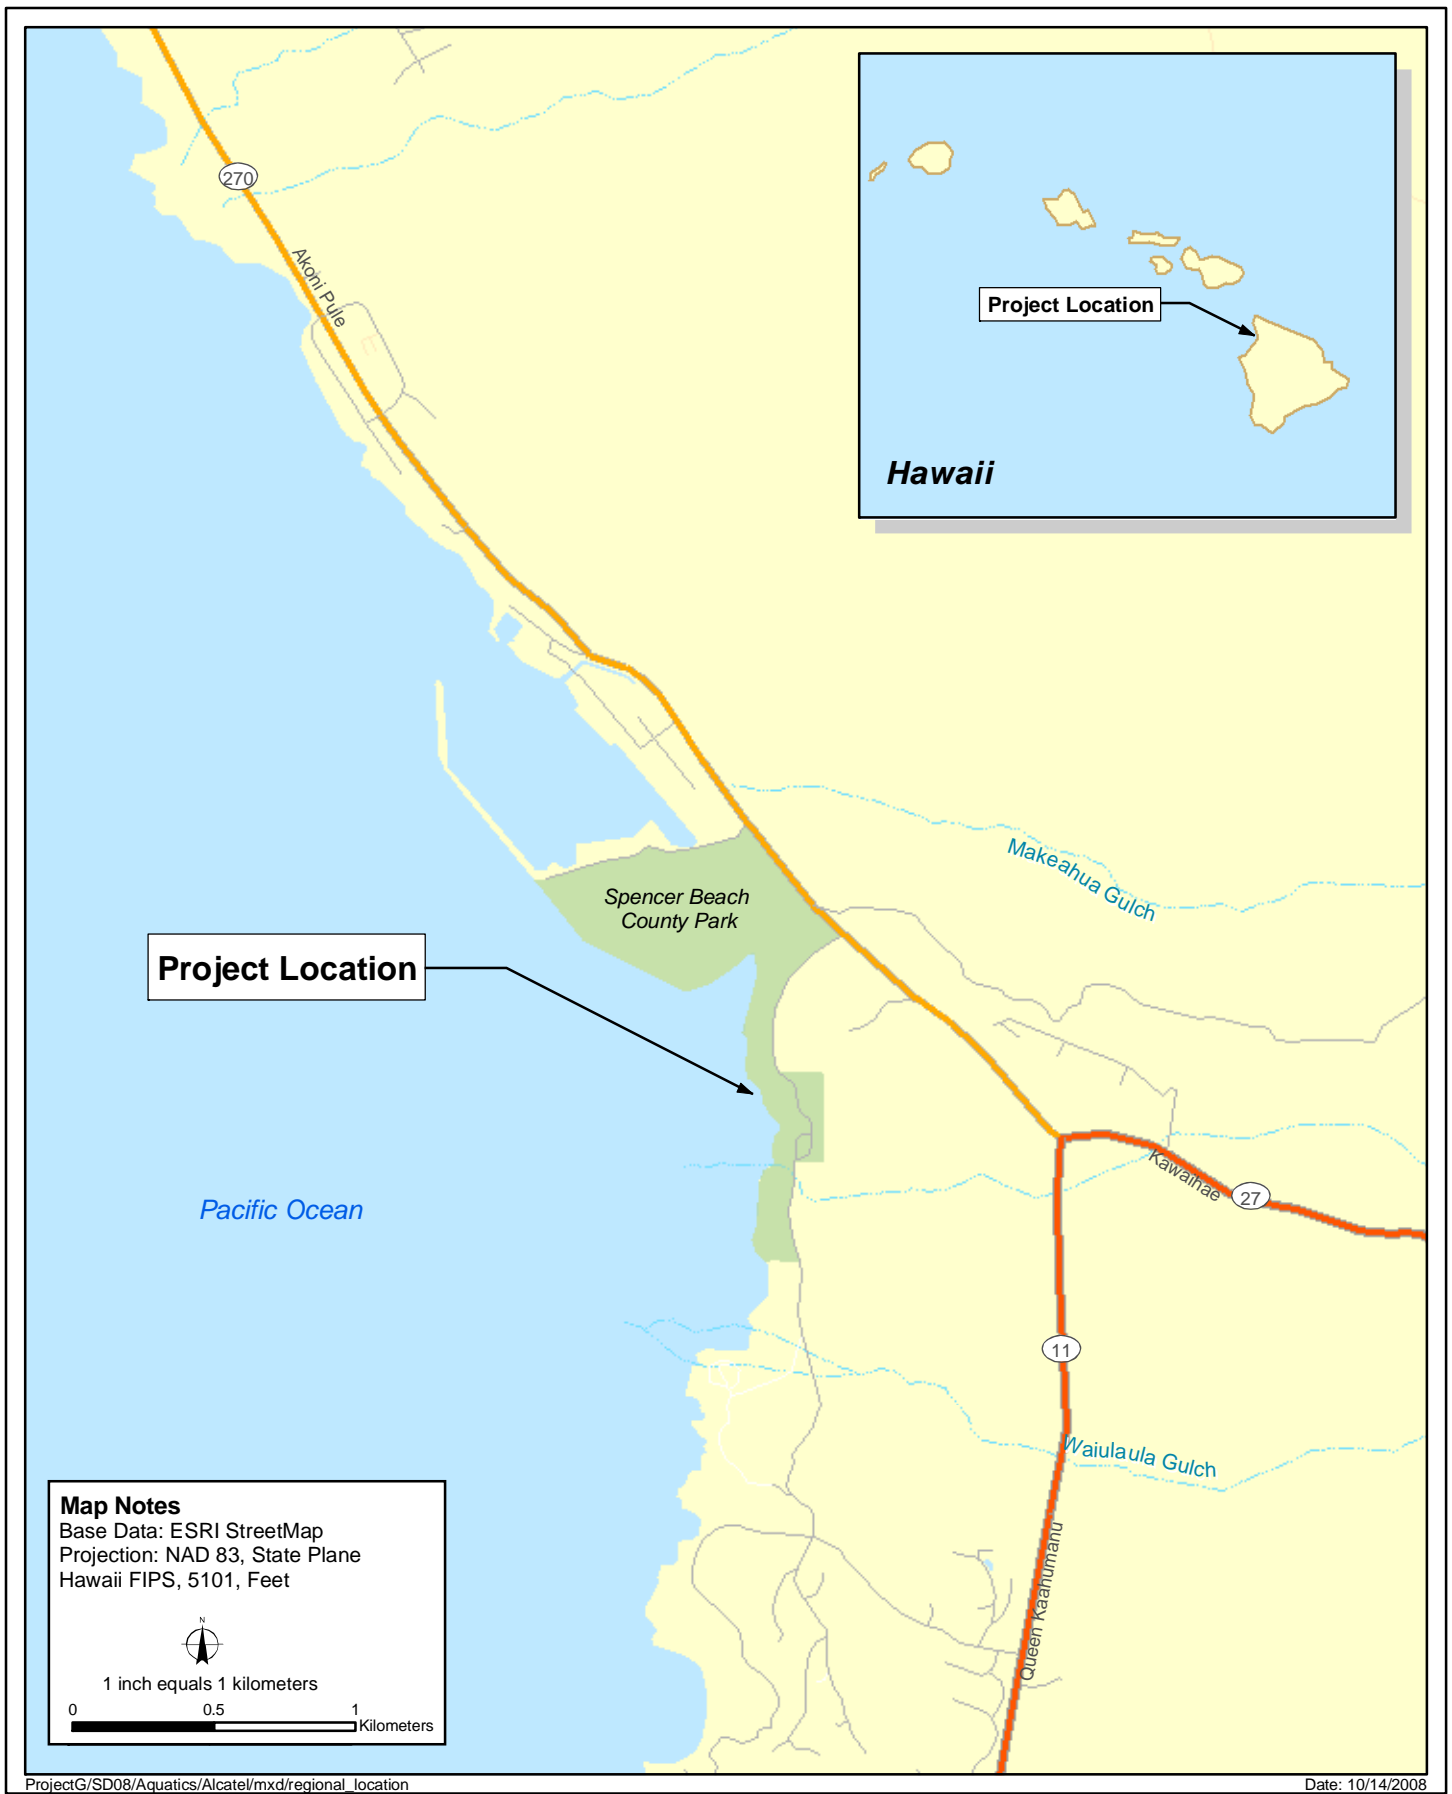 270
Akoni Pule
Project Location
Hawaii
Makeahua Gulch
Spencer Beach
County Park
Project Location
Kawaihae
27
Pacific Ocean
11
Waiulaula Gulch
Queen Kaahumanu
Map Notes
Base Data: ESRI StreetMap
Projection: NAD 83, State Plane
Hawaii FIPS, 5101, Feet
N
1 inch equals 1 kilometers
0 0.5 1
Kilometers
ProjectG/SD08/Aquatics/Alcatel/mxd/regional_location
Date: 10/14/2008